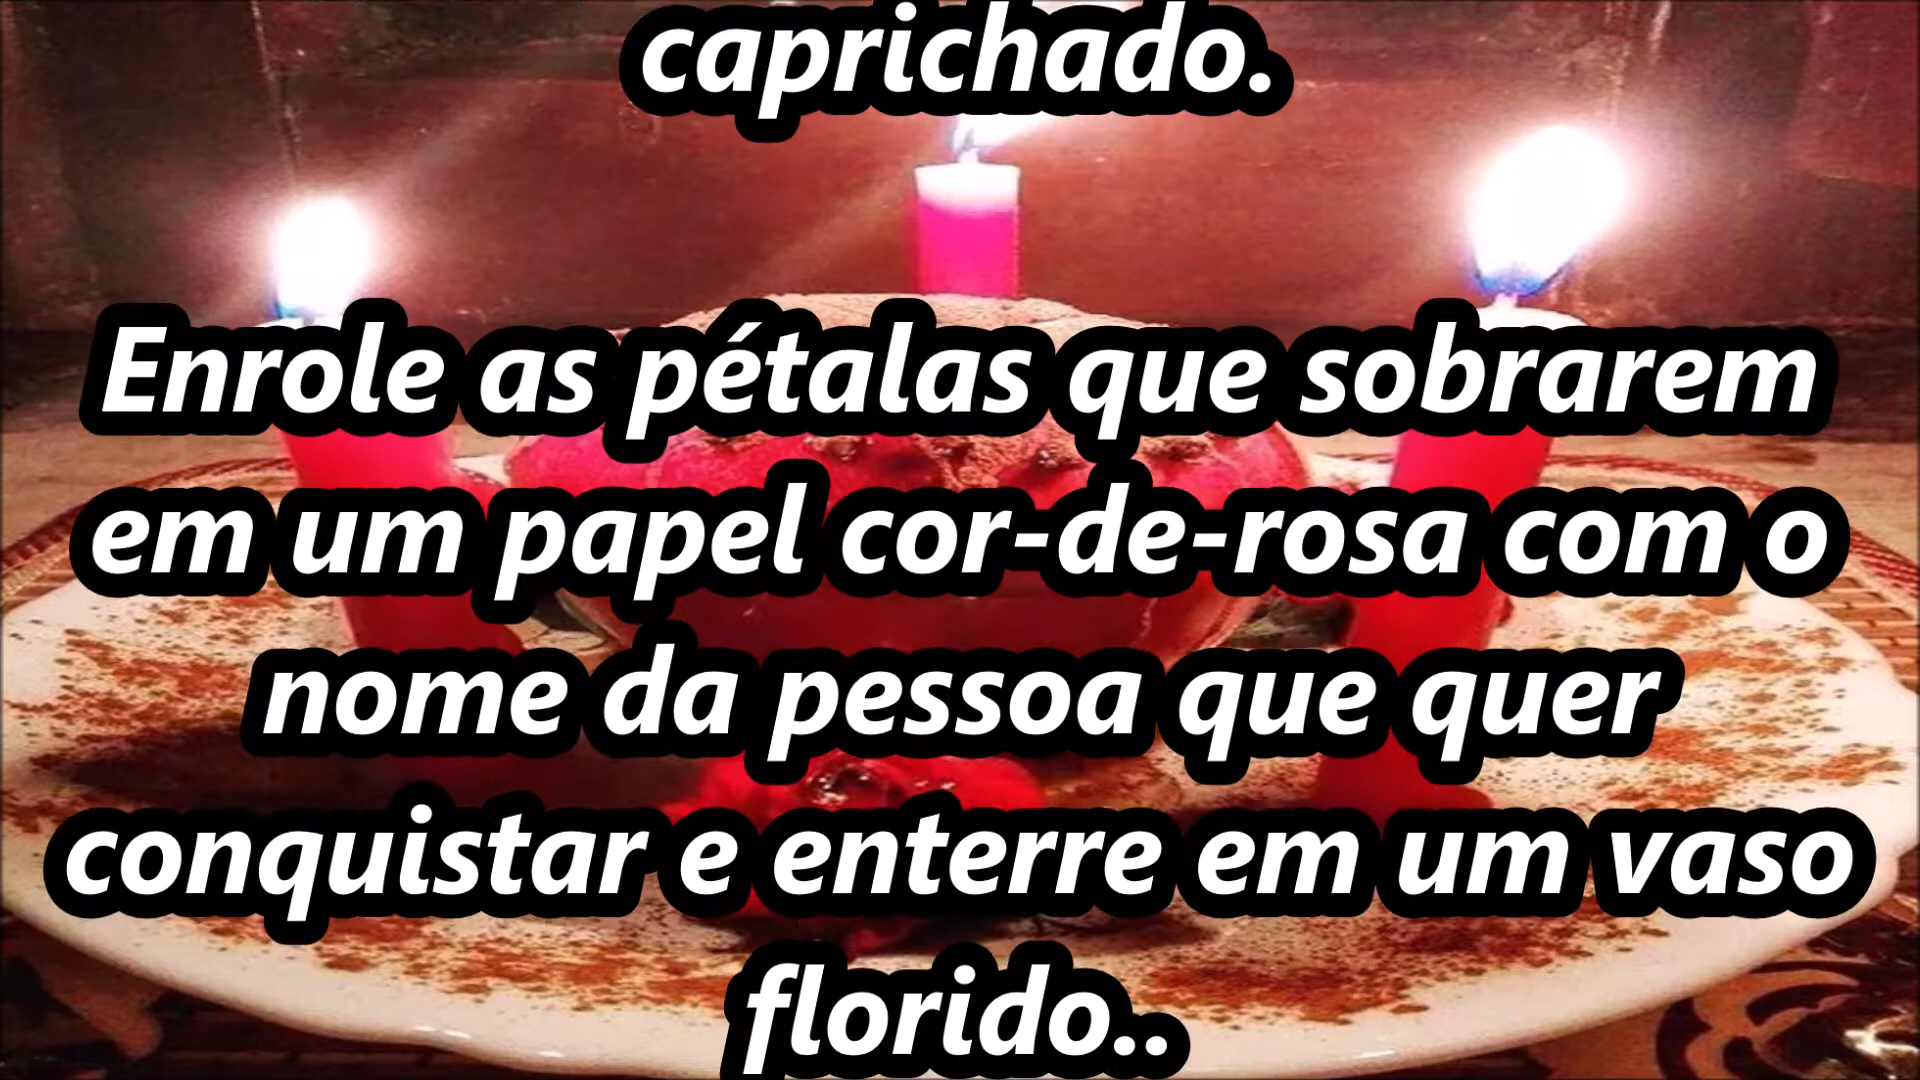 caprichado.
Enrole as pétalas que sobrarem
em um papel cor-de-rosa com o
nome da pessoa que quer
conquistar e enterre em um vaso
florido..